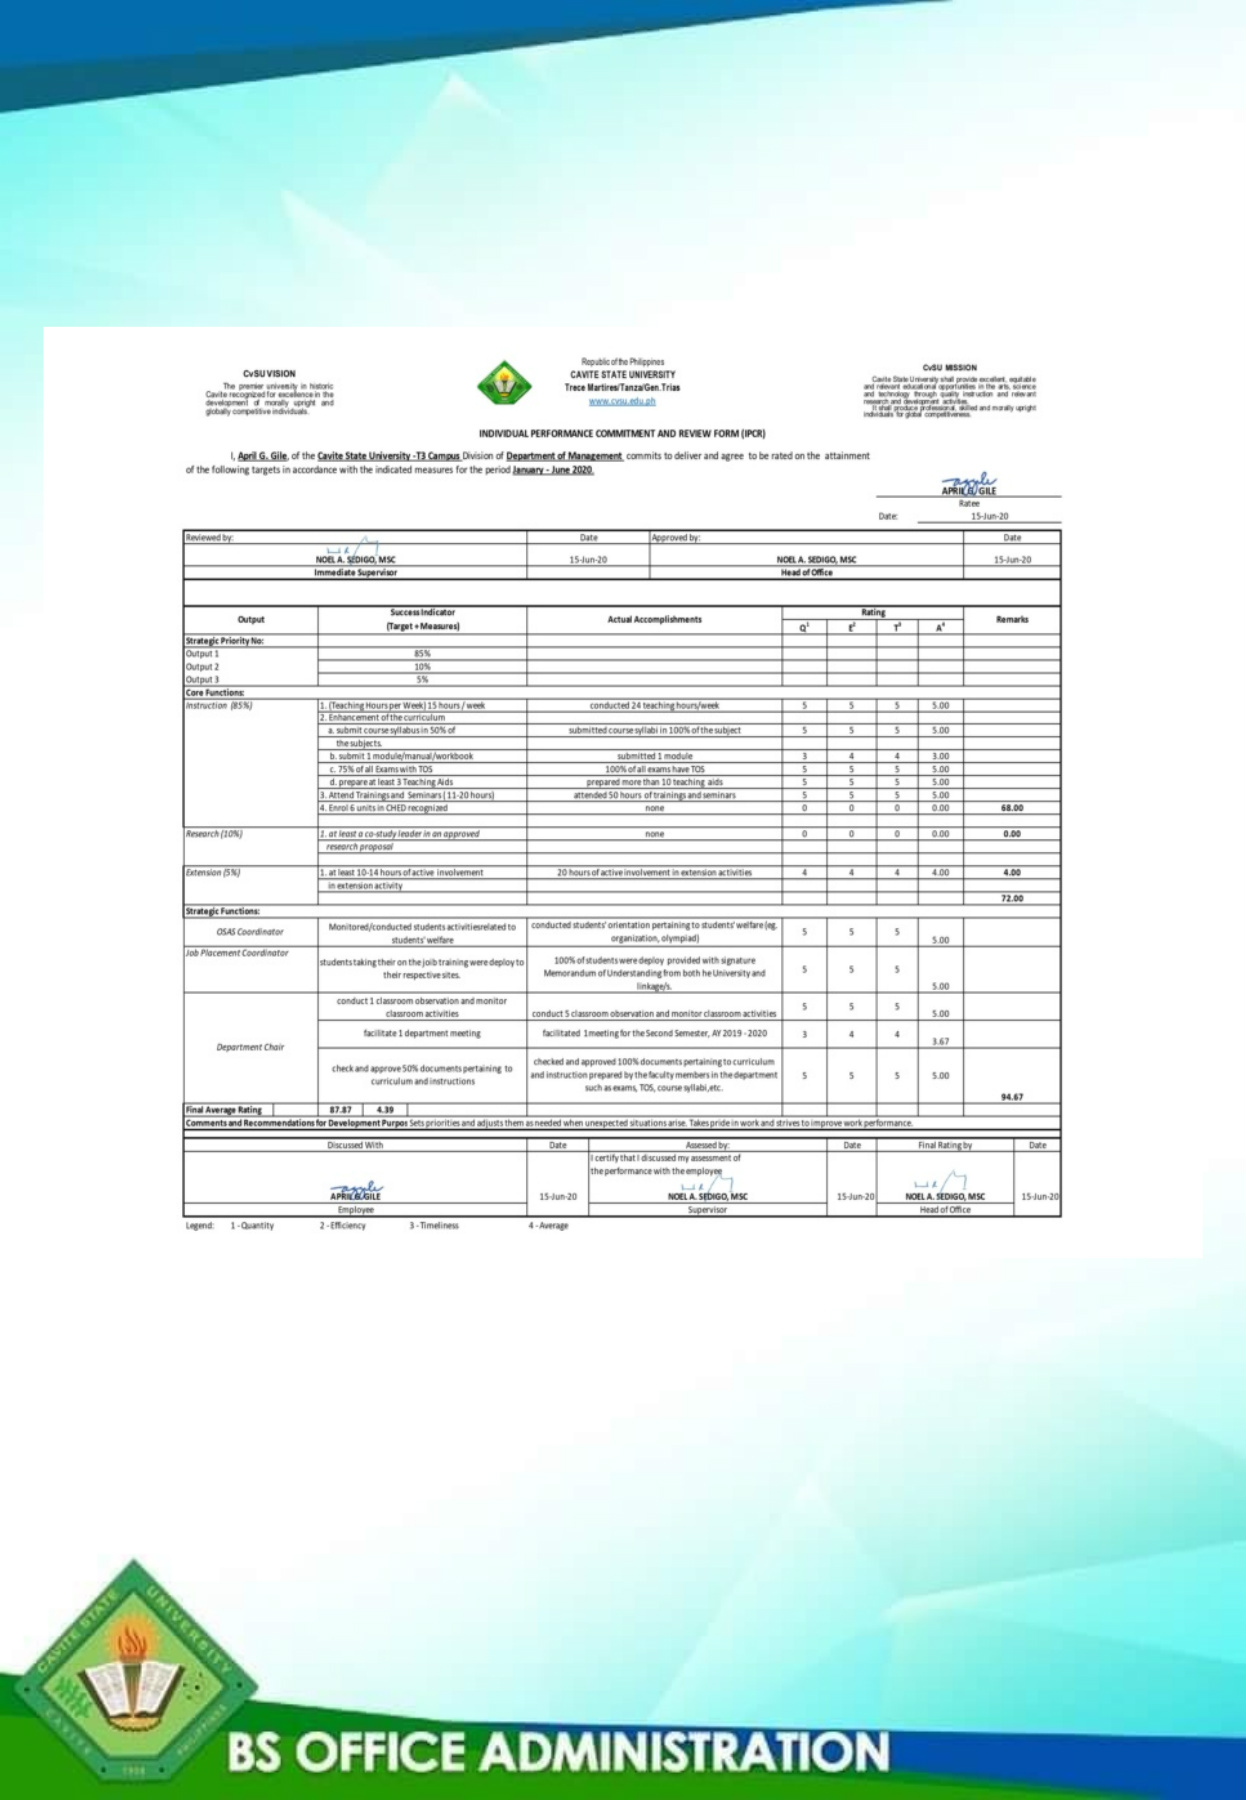 CvSU VISION
The premier university in historic
Cavite recognized for excellence in the
development of morally upright and
globally competitive individuals.
Republic of the Philippines
CAVITE STATE UNIVERSITY
Trece Martires/Tanza/Gen.Trias
www.cvsu.edu.ph
CvSU MISSION
Cavite State University shall provide excellent, equitable
and relevant educational opportunities in the arts, science
and technology through quality instruction and relevant
research and development activities.
It shall produce professional, skilled and morally upright
individuals for global competitiveness.
INDIVIDUAL PERFORMANCE COMMITMENT AND REVIEW FORM (IPCR)
I, April G. Gile, of the Cavite State University -T3 Campus Division of Department of Management commits to deliver and agree to be rated on the attainment
of the following targets in accordance with the indicated measures for the period January - June 2020.
APRIL G. GILE
Ratee
Date: 15-Jun-20
Reviewed by: Date Approved by: Date
NOEL A. SEDIGO, MSC 15-Jun-20 NOEL A. SEDIGO, MSC 15-Jun-20
Immediate Supervisor Head of Office
Output Success Indicator (Target + Measures) Actual Accomplishments Rating Remarks
Q1 E2 T3 A4
Strategic Priority No:
Output 1 85%
Output 2 10%
Output 3 5%
Core Functions:
Instruction (85%) 1. (Teaching Hours per Week) 15 hours / week conducted 24 teaching hours/week 5 5 5 5.00
2. Enhancement of the curriculum
a. submit course syllabus in 50% of submitted course syllabi in 100% of the subject 5 5 5 5.00
the subjects.
b. submit 1 module/manual/workbook submitted 1 module 3 4 4 3.00
c. 75% of all Exams with TOS 100% of all exams have TOS 5 5 5 5.00
d. prepare at least 3 Teaching Aids prepared more than 10 teaching aids 5 5 5 5.00
3. Attend Trainings and Seminars (11-20 hours) attended 50 hours of trainings and seminars 5 5 5 5.00
4. Enrol 6 units in CHED recognized none 0 0 0 0.00 68.00
Research (10%) 1. at least a co-study leader in an approved none 0 0 0 0.00 0.00
research proposal
Extension (5%) 1. at least 10-14 hours of active involvement 20 hours of active involvement in extension activities 4 4 4 4.00 4.00
in extension activity
72.00
Strategic Functions:
OSAS Coordinator Monitored/conducted students activitiesrelated to conducted students' orientation pertaining to students' welfare (eg. 5 5 5 5.00
students' welfare organization, olympiad)
Job Placement Coordinator
students taking their on the joib training were deploy to 100% of students were deploy provided with signature 5 5 5 5.00
their respective sites. Memorandum of Understanding from both he University and
linkage/s.
Department Chair
conduct 1 classroom observation and monitor 5 5 5 5.00
classroom activities conduct 5 classroom observation and monitor classroom activities
facilitate 1 department meeting facilitated 1meeting for the Second Semester, AY 2019 - 2020 3 4 4 3.67
check and approve 50% documents pertaining to checked and approved 100% documents pertaining to curriculum 5 5 5 5.00
curriculum and instructions and instruction prepared by the faculty members in the department
such as exams, TOS, course syllabi,etc.
94.67
Final Average Rating 87.87 4.39
Comments and Recommendations for Development Purpos Sets priorities and adjusts them as needed when unexpected situations arise. Takes pride in work and strives to improve work performance.
Discussed With Date Assessed by: Date Final Rating by Date
I certify that I discussed my assessment of
the performance with the employee
APRIL G. GILE 15-Jun-20 NOEL A. SEDIGO, MSC 15-Jun-20 NOEL A. SEDIGO, MSC 15-Jun-20
Employee Supervisor Head of Office
Legend: 1 - Quantity 2 - Efficiency 3 - Timeliness 4 - Average
CAVITE STATE UNIVERSITY
CAVITE PHILIPPINES
1906
BS OFFICE ADMINISTRATION